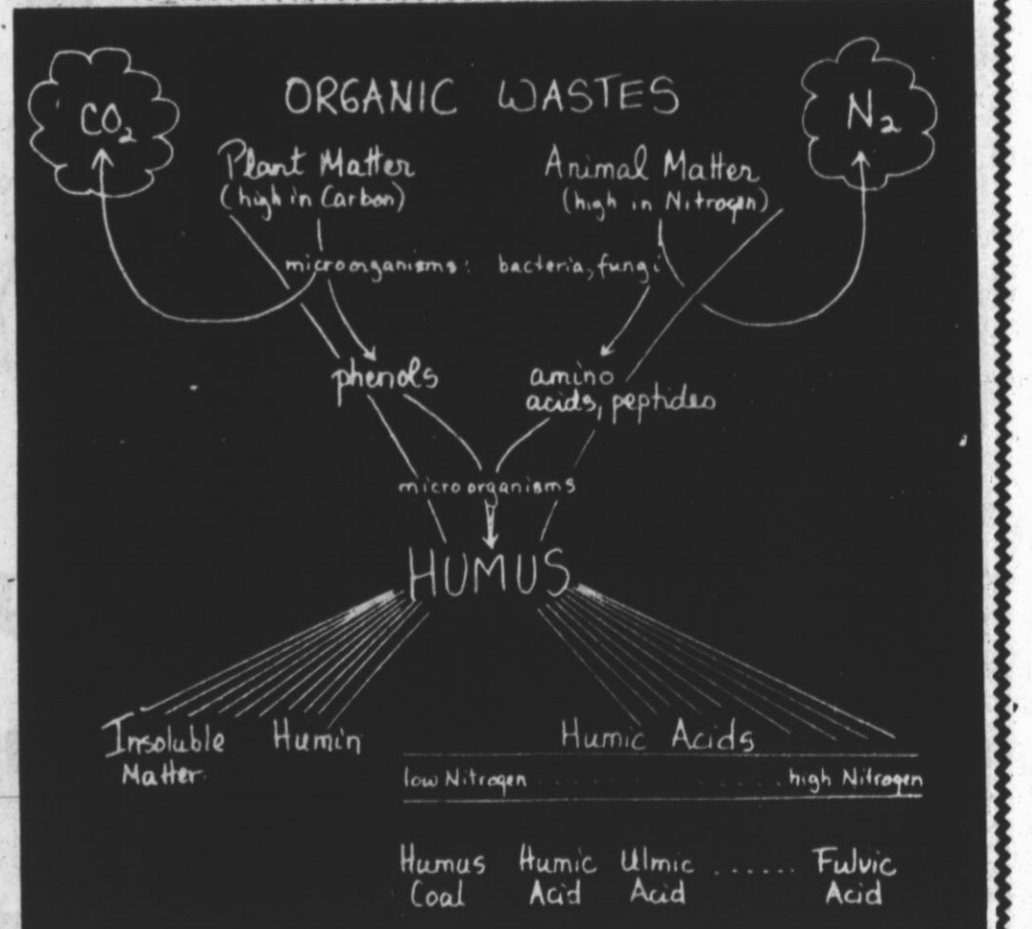 ORGANIC WASTES
CO₂
N₂
Plant Matter
(high in Carbon)
Animal Matter
(high in Nitrogen)
microorganisms: bacteria, fungi
phenols
amino
acids, peptides
microorganisms
HUMUS
Insoluble
Matter.
Humin
Humic Acids
low Nitrogen . . . . . . . . . . high Nitrogen
Humus
Coal
Humic
Acid
Ulmic
Acid
......
Fulvic
Acid